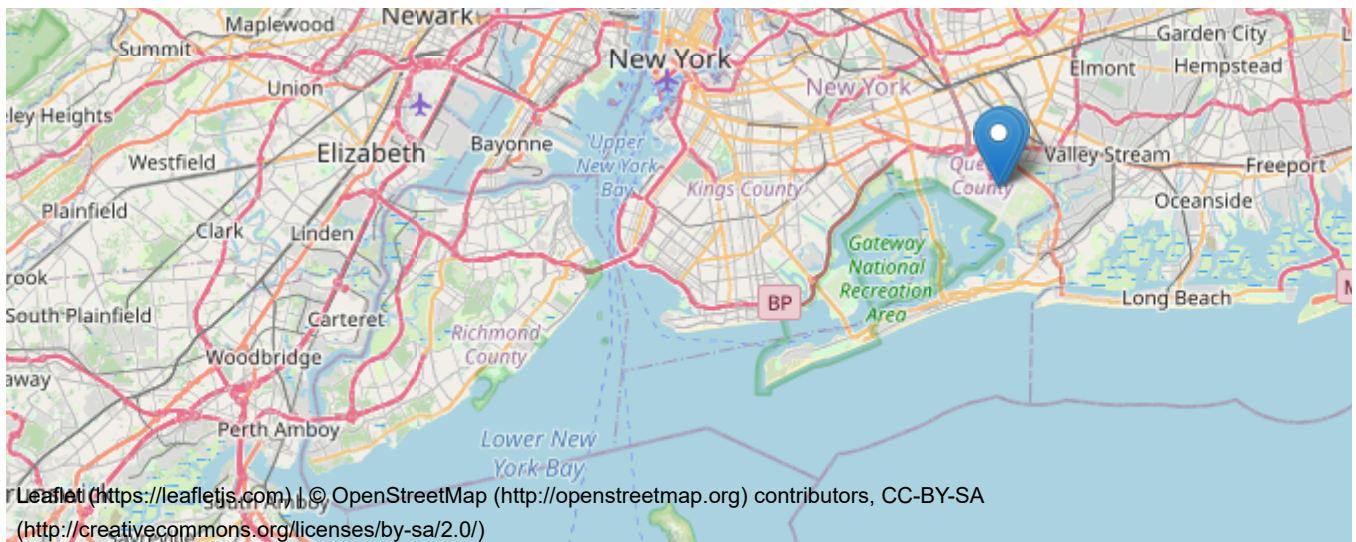 Newark
Maplewood
Summit
New York
Garden City
Elmont
Hempstead
Union
New York
ley Heights
Westfield
Elizabeth
Bayonne
Upper
New York
Bay
Kings County
Valley Stream
Freeport
County
Plainfield
Clark
Linden
Oceanside
Gateway
National
Recreation
Area
rook
BP
Long Beach
South Plainfield
Carteret
Richmond
County
Woodbridge
away
Perth Amboy
Lower New
York Bay
South Amboy
Leaflet (https://leafletjs.com) | © OpenStreetMap (http://openstreetmap.org) contributors, CC-BY-SA
(http://creativecommons.org/licenses/by-sa/2.0/)
Sayreville